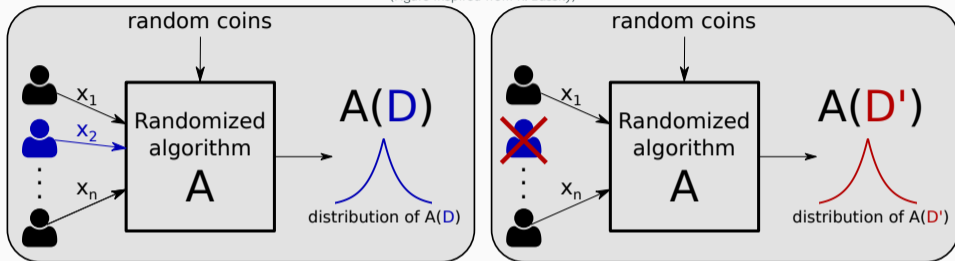 random coins
x1
x2
xn
Randomized
algorithm
A
A(D)
distribution of A(D)
random coins
x1
xn
Randomized
algorithm
A
A(D')
distribution of A(D')